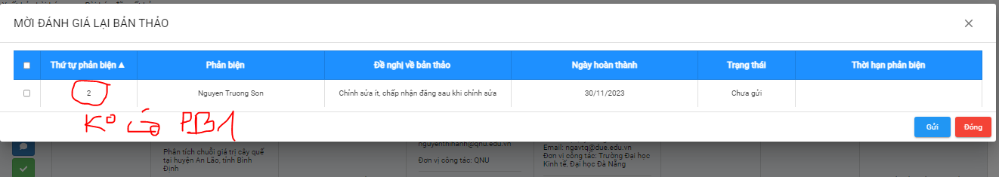 MỜI ĐÁNH GIÁ LẠI BẢN THẢO
Thứ tự phản biện Phản biện Đề nghị về bản thảo Ngày hoàn thành Trạng thái Thời hạn phản biện
2 Nguyen Truong Son Chỉnh sửa ít, chấp nhận đăng sau khi chỉnh sửa 30/11/2023 Chưa gửi
Ko có PB1
Gửi Đóng
nguyenthihanh@qnu.edu.vn
Đơn vị công tác: QNU
Phân tích chuỗi giá trị cây quế
tại huyện An Lão, tỉnh Bình
Định
Email: ngavtq@due.edu.vn
Đơn vị công tác: Trường Đại học
Kinh tế, Đại học Đà Nẵng